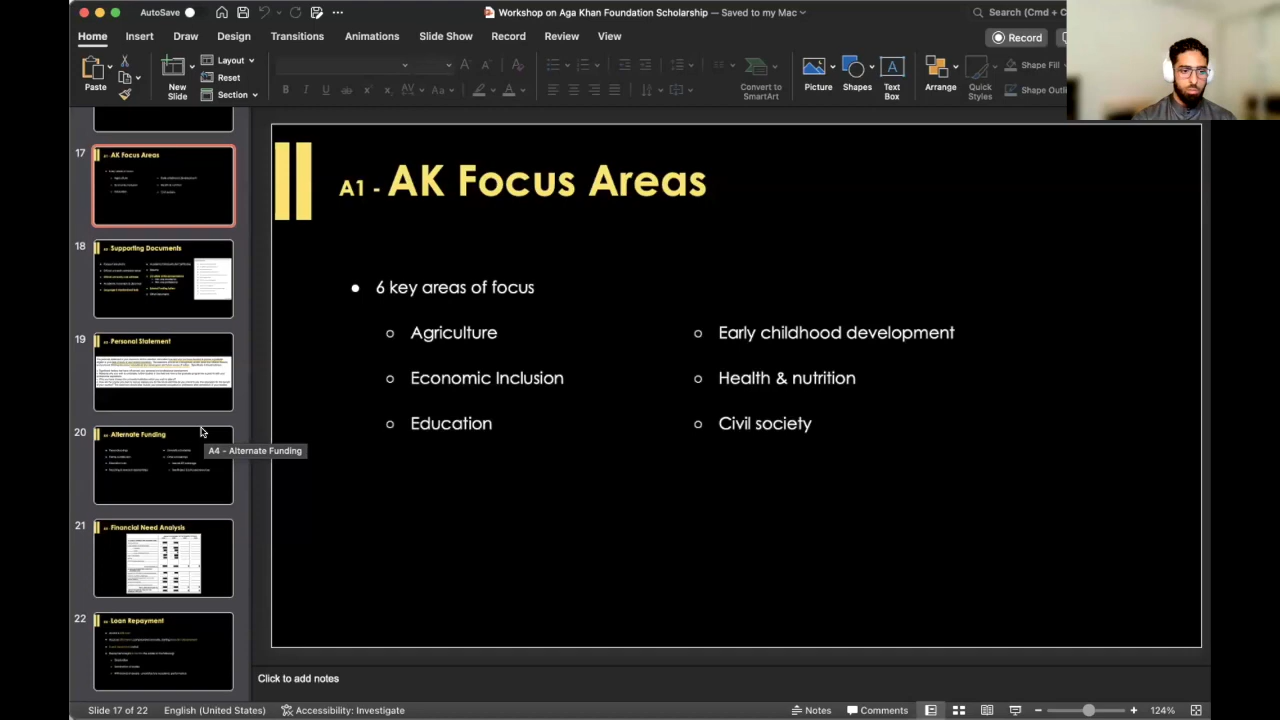 AutoSave
Workshop on Aga Khan Foundation Scholarship — Saved to my Mac
Search (Cmd +
Home Insert Draw Design Transitions Animations Slide Show Record Review View
Record
Paste
New Slide
Layout
Reset
Section
Convert to SmartArt
Picture
Shapes
Text Box
Arrange
Quick Styles
Shape Fill
Shape Outli
17
A1 - AK Focus Areas
18
Supporting Documents
19
Personal Statement
20
Alternate Funding
A4 - Alternate Funding
21
Financial Need Analysis
22
Loan Repayment
A1 - AK Focus Areas
6 key areas of focus
Agriculture
Economic Inclusion
Education
Early childhood development
Health & nutrition
Civil society
Click to add notes
Slide 17 of 22 English (United States) Accessibility: Investigate
Notes Comments 124%